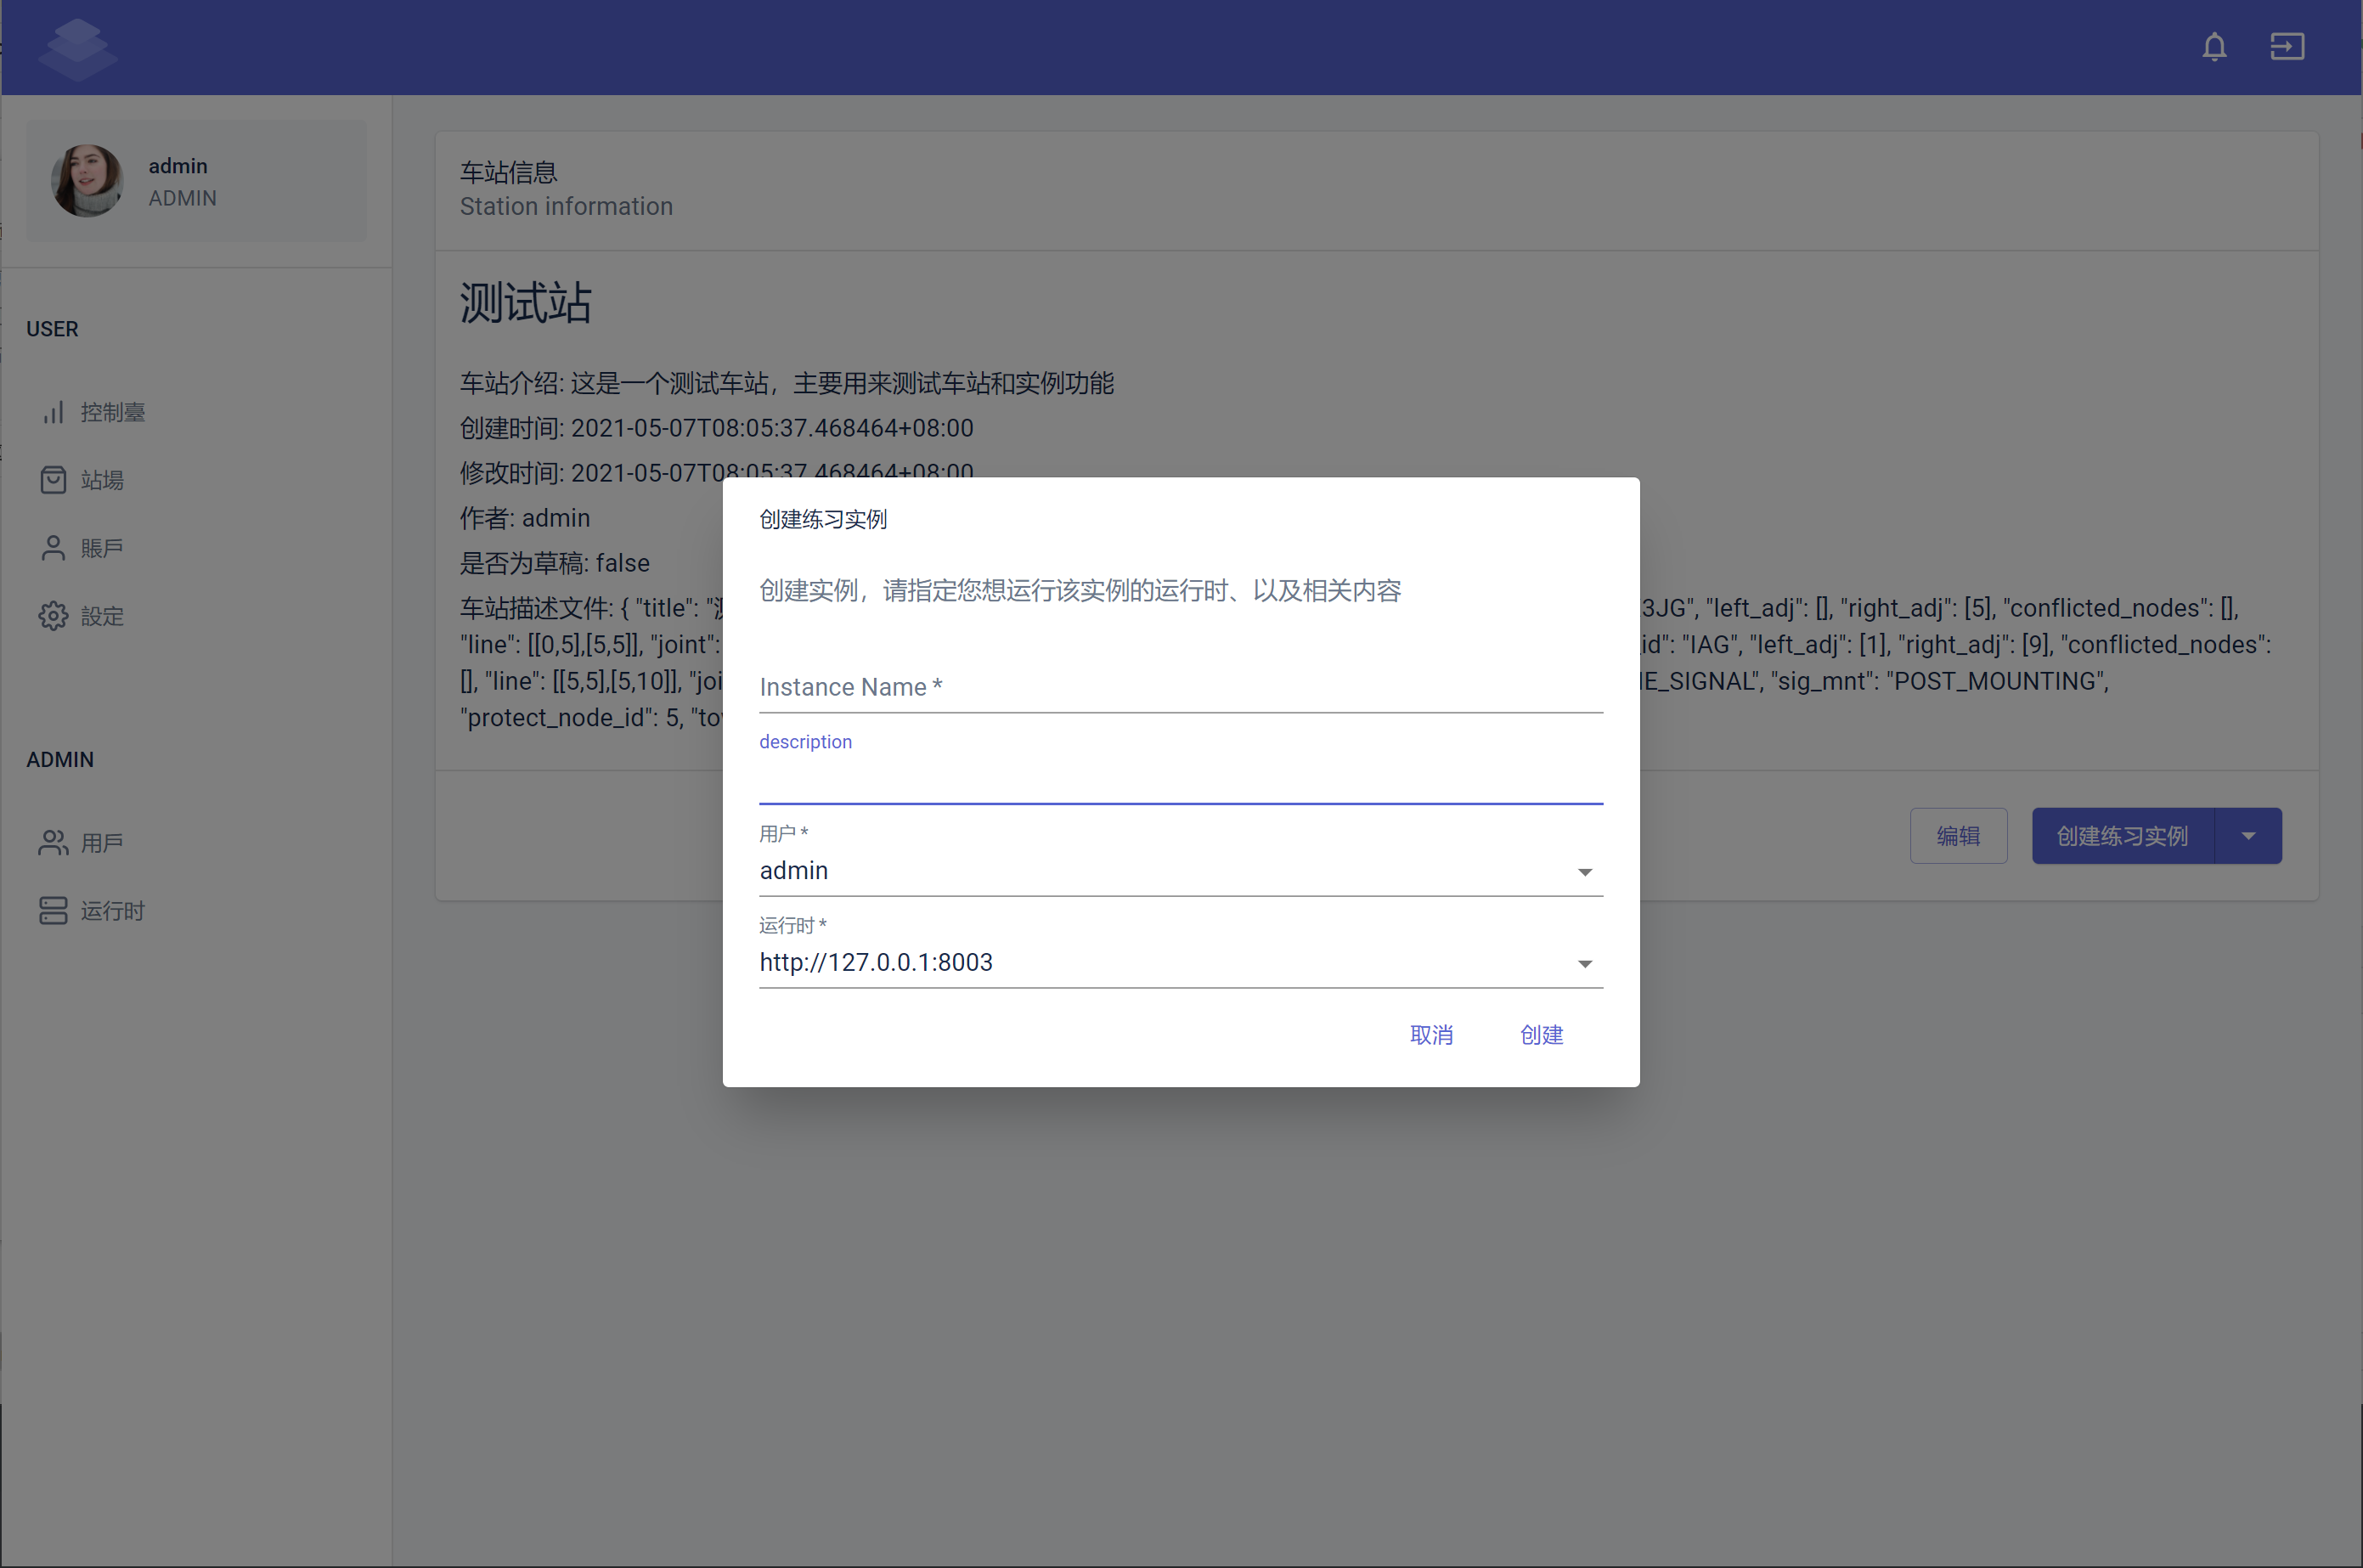 admin
ADMIN
USER
控制臺
站場
賬戶
設定
ADMIN
用戶
运行时
车站信息
Station information
测试站
车站介绍: 这是一个测试车站，主要用来测试车站和实例功能
创建时间: 2021-05-07T08:05:37.468464+08:00
修改时间: 2021-05-07T08:05:37.468464+08:00
作者: admin
是否为草稿: false
车站描述文件: { "title": "测 3JG", "left_adj": [], "right_adj": [5], "conflicted_nodes": [],
"line": [[0,5],[5,5]], "joint": _id": "IAG", "left_adj": [1], "right_adj": [9], "conflicted_nodes":
[], "line": [[5,5],[5,10]], "joi NE_SIGNAL", "sig_mnt": "POST_MOUNTING",
"protect_node_id": 5, "tov
编辑
创建练习实例
创建练习实例
创建实例，请指定您想运行该实例的运行时、以及相关内容
Instance Name *
description
用户 *
admin
运行时 *
http://127.0.0.1:8003
取消 创建